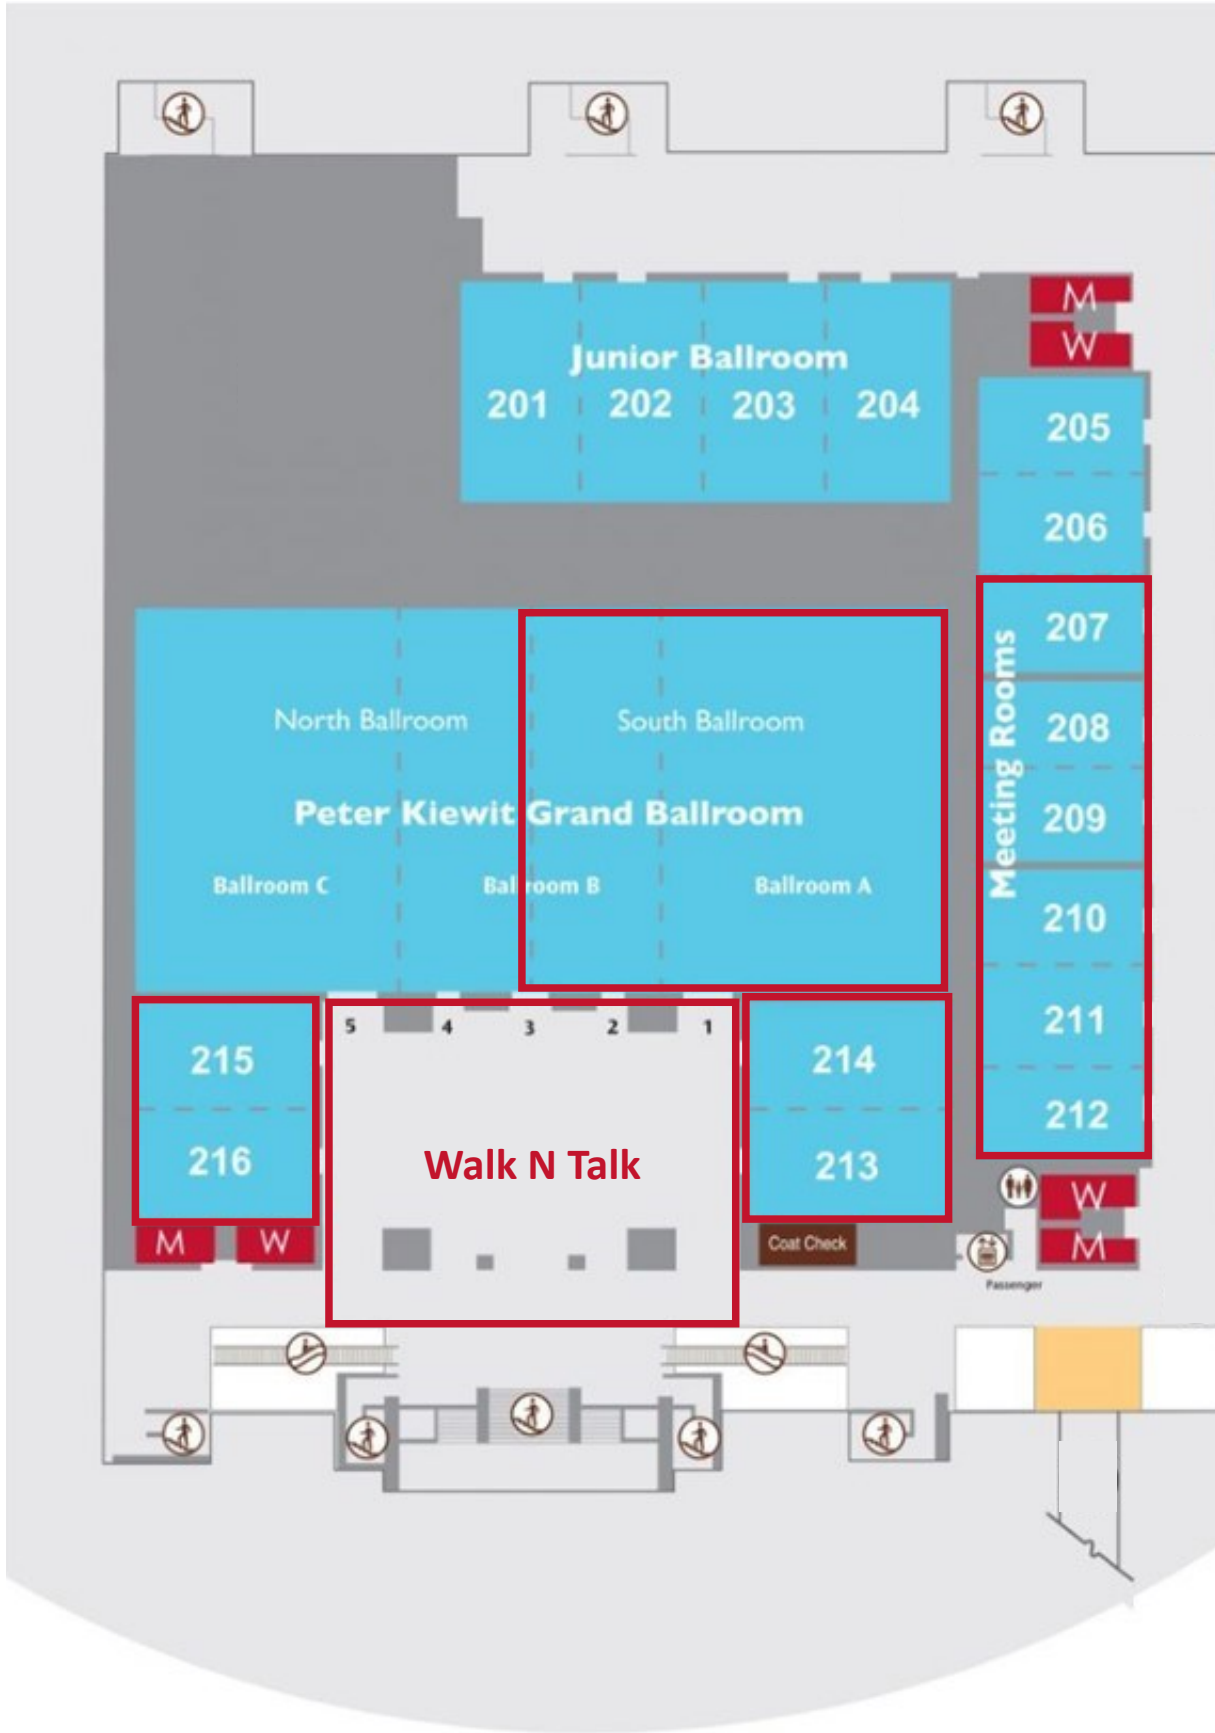 M
W
Junior Ballroom
201 202 203 204
205
206
207
208
209
210
211
212
Meeting Rooms
North Ballroom South Ballroom
Peter Kiewit Grand Ballroom
Ballroom C Ballroom B Ballroom A
5 4 3 2 1
215
216
214
213
Walk N Talk
M W
Coat Check
W
M
Passenger